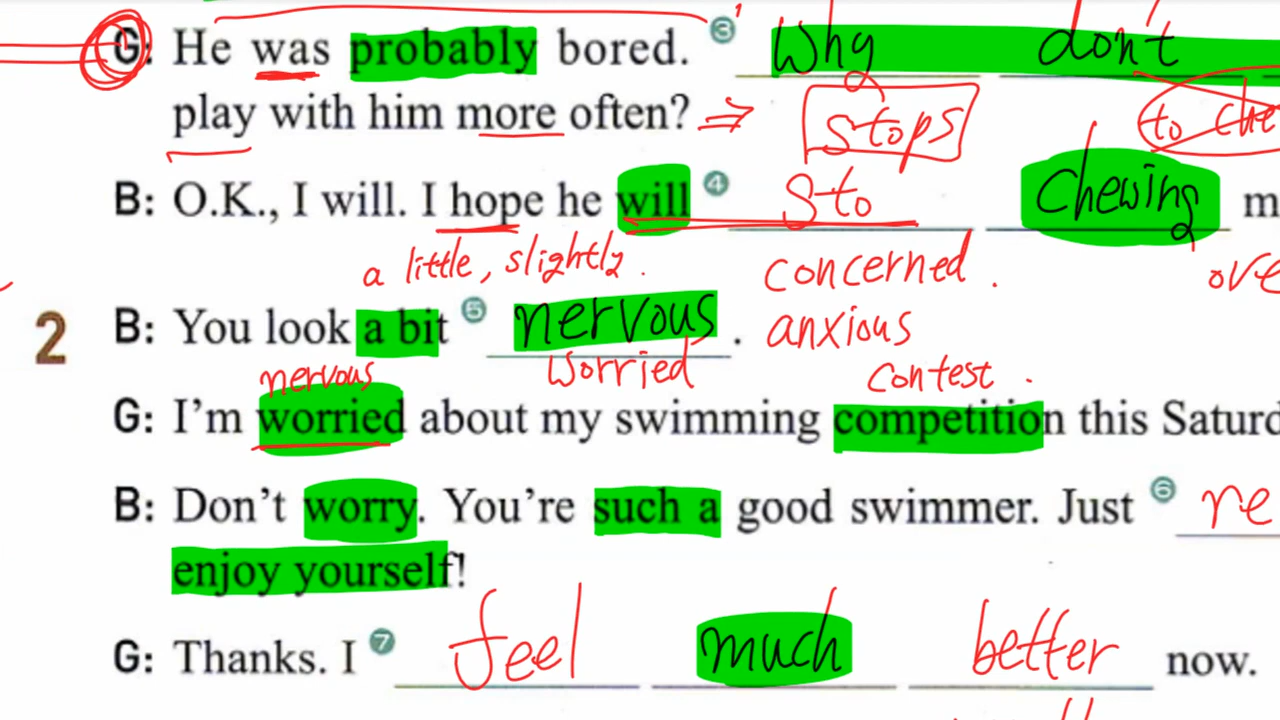 G: He was probably bored. ③ Why don't
play with him more often? ⇒ stops to che
B: O.K., I will. I hope he will ④ sto chewing m
a little, slightly. concerned. ove
2 B: You look a bit ⑤ nervous. anxious
nervous worried contest.
G: I'm worried about my swimming competition this Saturd
B: Don't worry. You're such a good swimmer. Just ⑥ re
enjoy yourself!
G: Thanks. I ⑦ feel much better now.